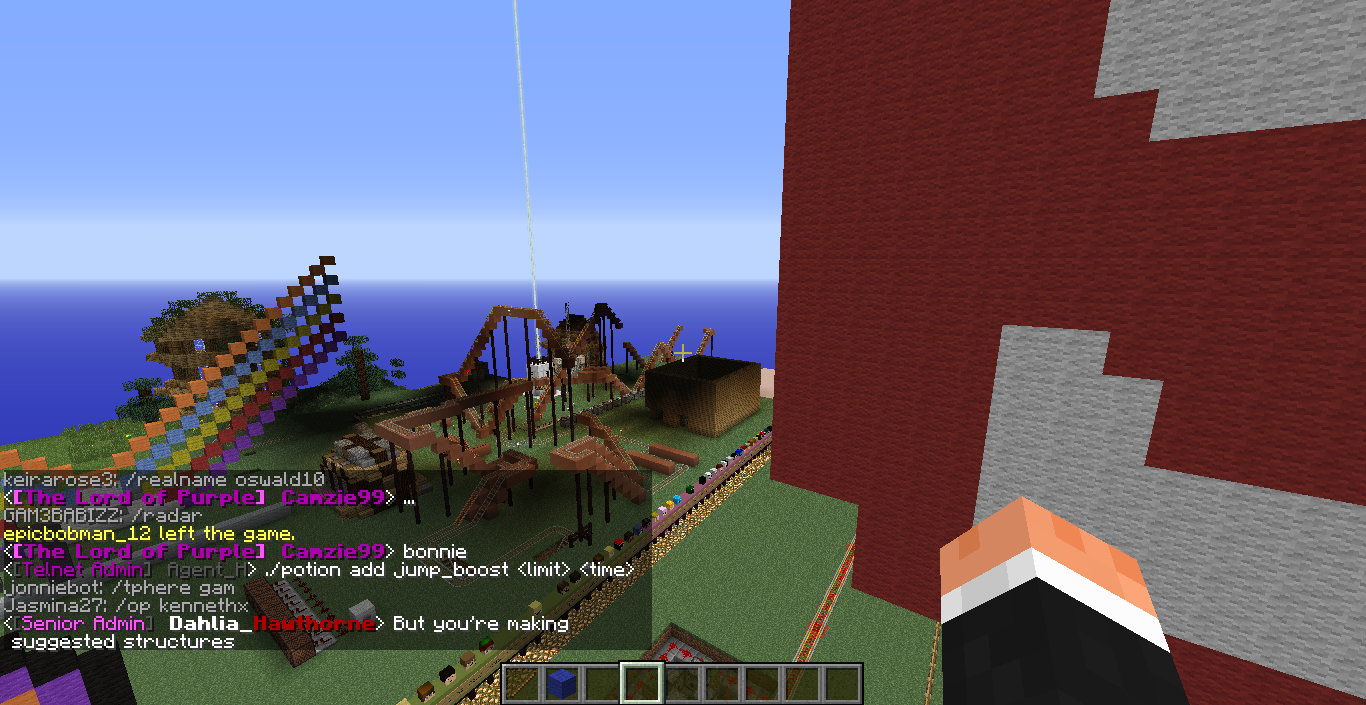 keirarose3: /realname oswald10
<[The Lord of Purple] Camzie99> ...
GAM3BABIZZ: /radar
epicbobman_12 left the game.
<[The Lord of Purple] Camzie99> bonnie
<[Telnet Admin] Agent_H> ./potion add jump_boost <limit> <time>
jonniebot: /tphere gam
Jasmina27: /op kennethx
<[Senior Admin] Dahlia_Hawthorne> But you're making
suggested structures